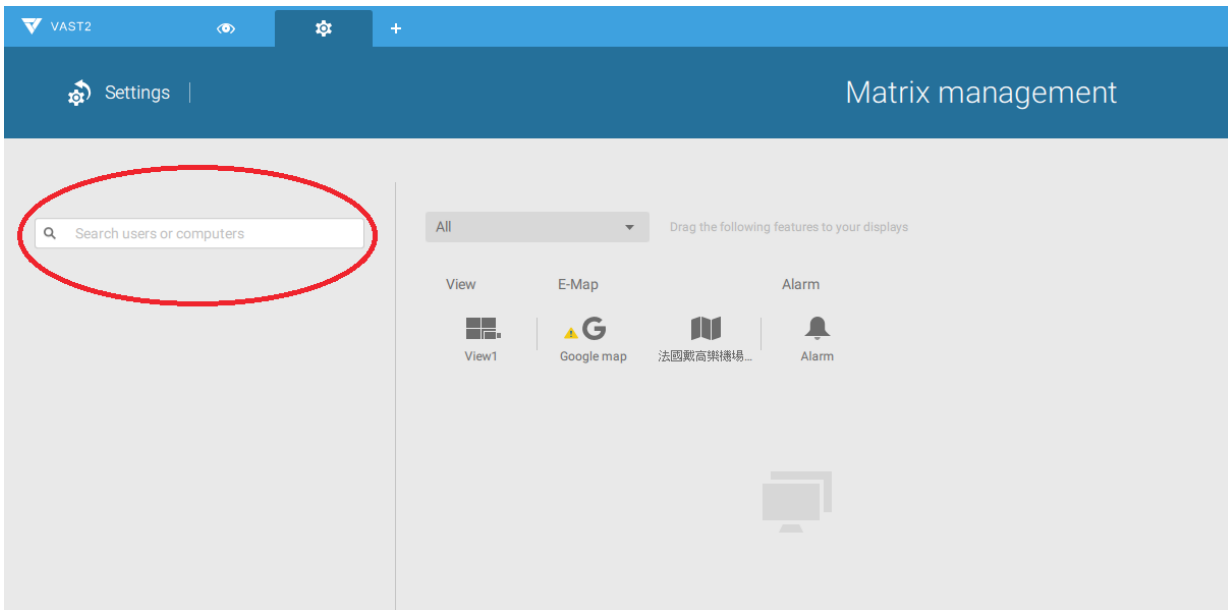 VAST2
Settings
Matrix management
Search users or computers
All
Drag the following features to your displays
View E-Map Alarm
View1 Google map 法國戴高樂機場... Alarm